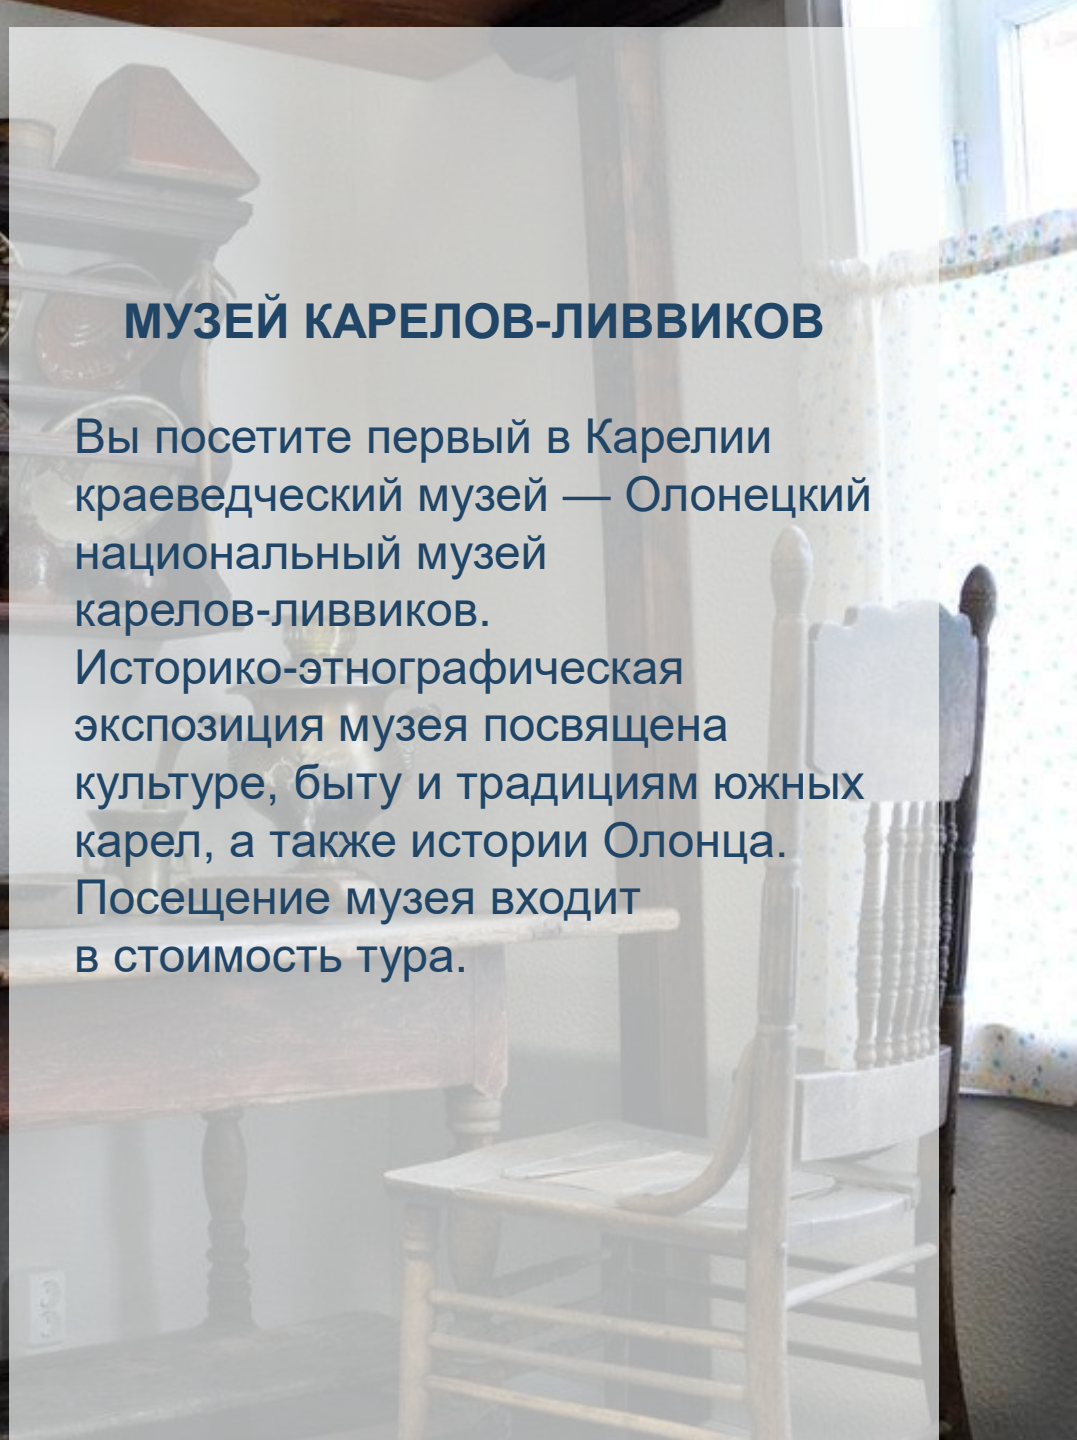 МУЗЕЙ КАРЕЛОВ-ЛИВВИКОВ
Вы посетите первый в Карелии
краеведческий музей — Олонецкий
национальный музей
карелов-ливвиков.
Историко-этнографическая
экспозиция музея посвящена
культуре, быту и традициям южных
карел, а также истории Олонца.
Посещение музея входит
в стоимость тура.